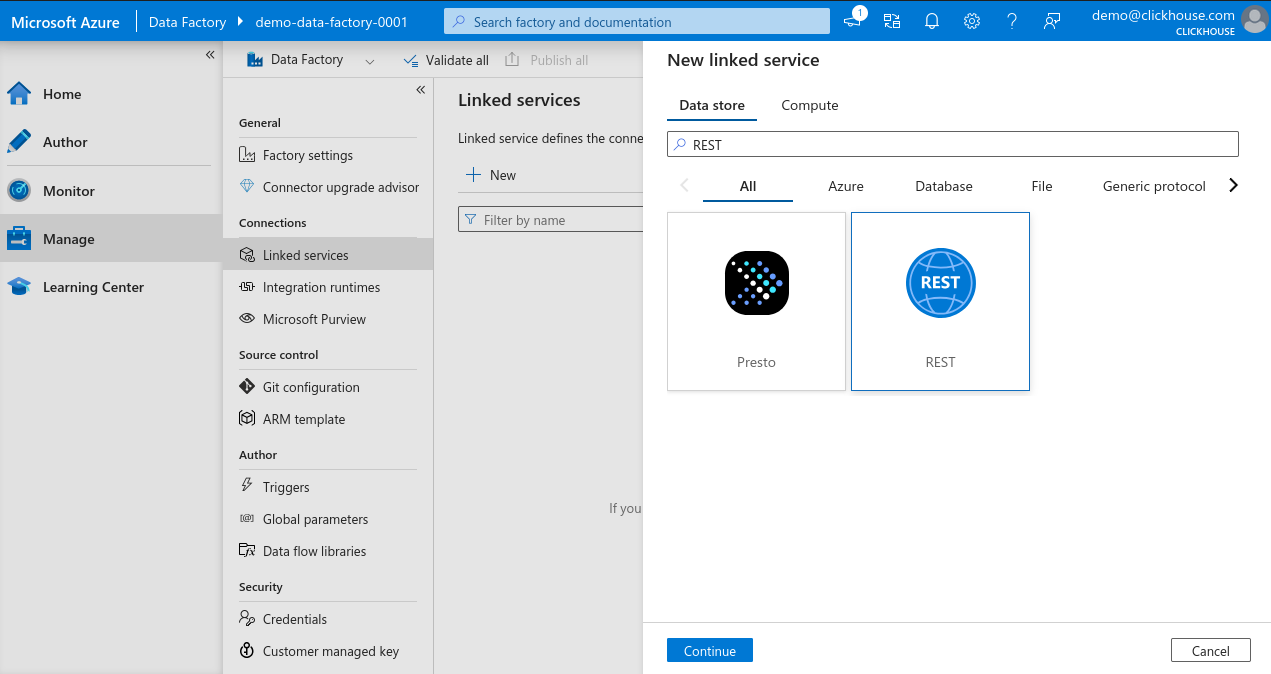 Microsoft Azure
Data Factory
demo-data-factory-0001
Search factory and documentation
1
demo@clickhouse.com
CLICKHOUSE
Home
Author
Monitor
Manage
Learning Center
Data Factory
Validate all
Publish all
General
Factory settings
Connector upgrade advisor
Connections
Linked services
Integration runtimes
Microsoft Purview
Source control
Git configuration
ARM template
Author
Triggers
Global parameters
Data flow libraries
Security
Credentials
Customer managed key
Linked services
Linked service defines the conne
New
Filter by name
If you
New linked service
Data store
Compute
REST
All
Azure
Database
File
Generic protocol
Presto
REST
REST
Continue
Cancel